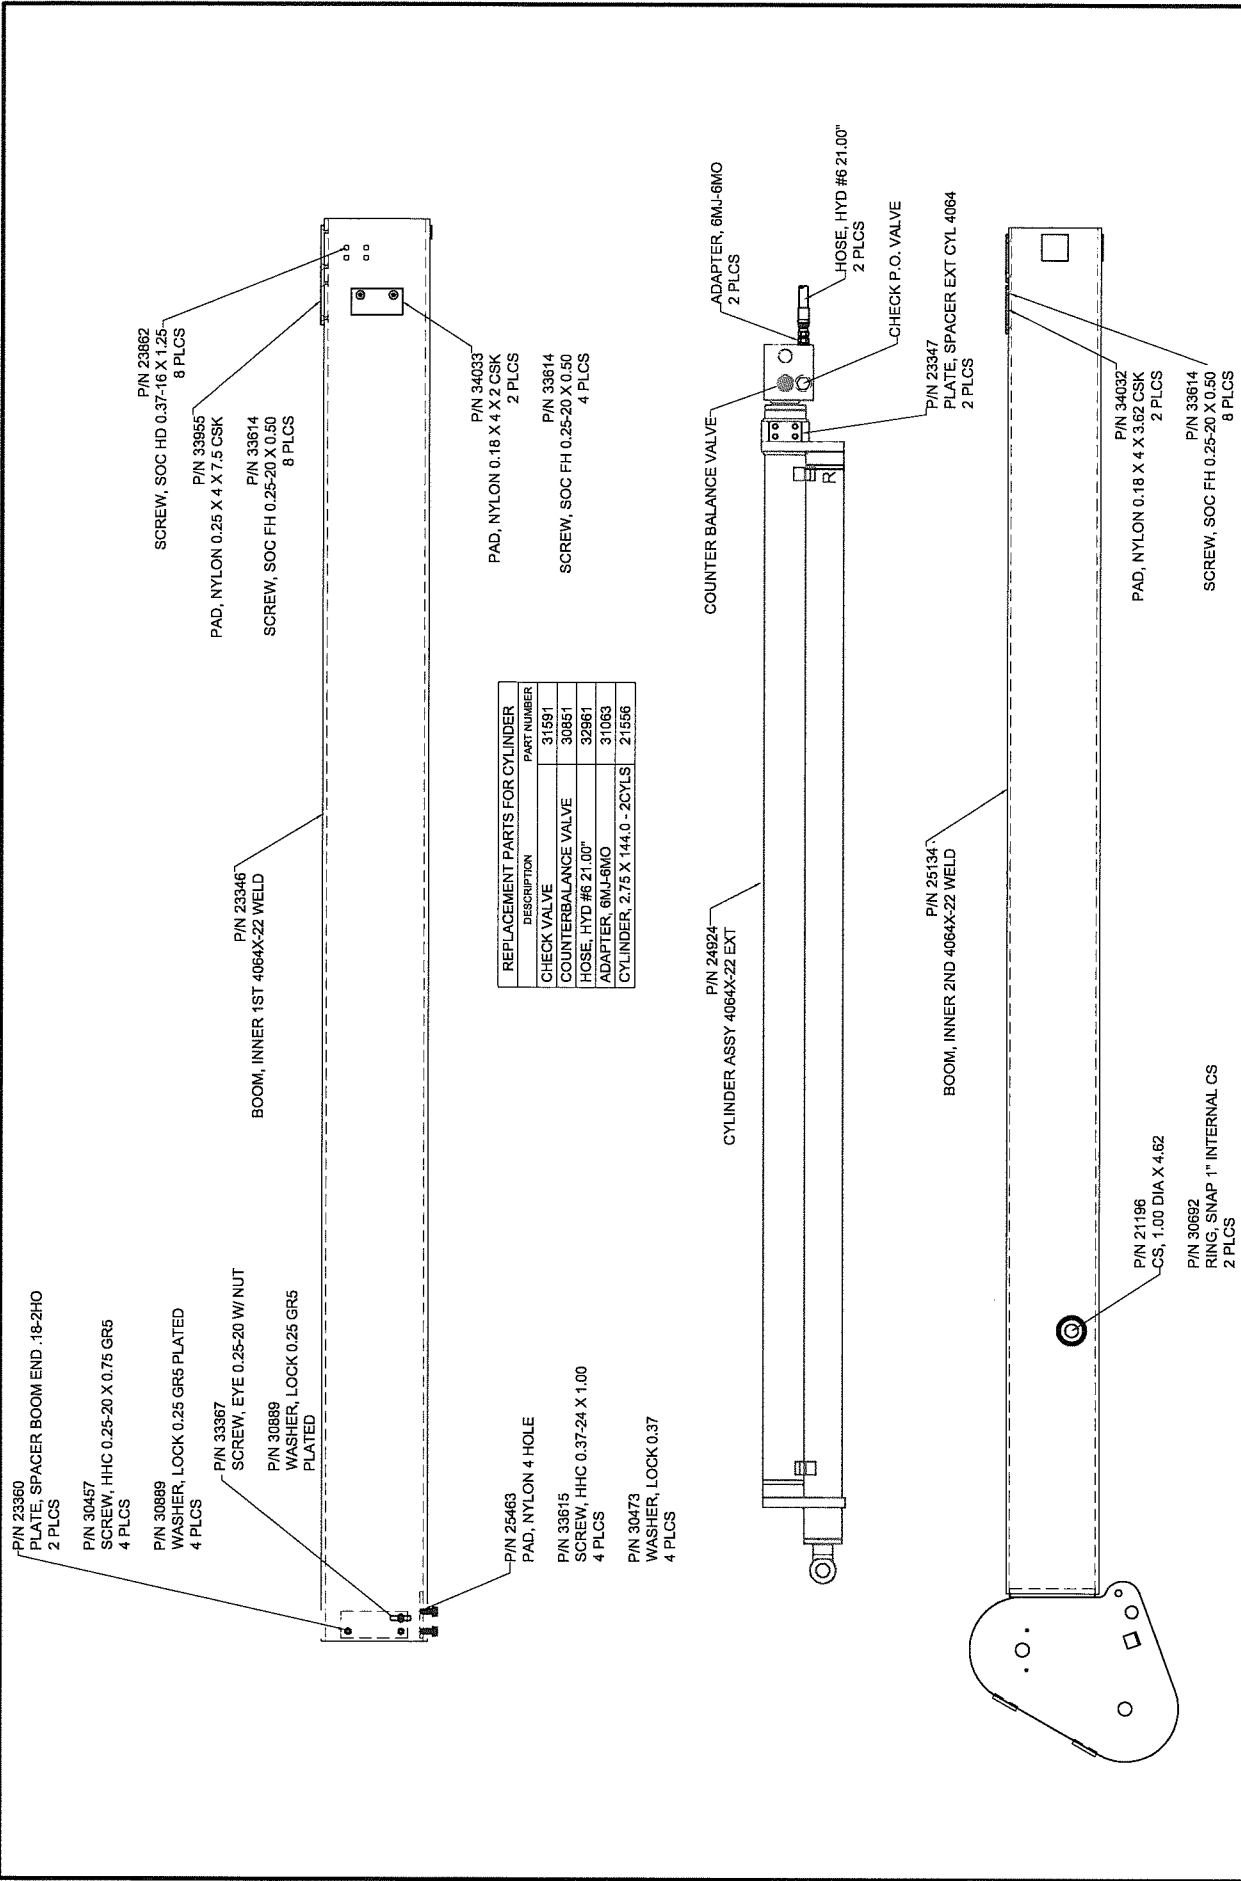 P/N 23360
PLATE, SPACER BOOM END .18-2HO
2 PLCS
P/N 30457
SCREW, HHC 0.25-20 X 0.75 GR5
4 PLCS
P/N 30889
WASHER, LOCK 0.25 GR5 PLATED
4 PLCS
P/N 33367
SCREW, EYE 0.25-20 W/ NUT
P/N 30889
WASHER, LOCK 0.25 GR5
PLATED
P/N 23346
BOOM, INNER 1ST 4064X-22 WELD
P/N 23862
SCREW, SOC HD 0.37-16 X 1.25
8 PLCS
P/N 33955
PAD, NYLON 0.25 X 4 X 7.5 CSK
P/N 33614
SCREW, SOC FH 0.25-20 X 0.50
8 PLCS
P/N 25463
PAD, NYLON 4 HOLE
P/N 33615
SCREW, HHC 0.37-24 X 1.00
4 PLCS
P/N 30473
WASHER, LOCK 0.37
4 PLCS
P/N 34033
PAD, NYLON 0.18 X 4 X 2 CSK
2 PLCS
P/N 33614
SCREW, SOC FH 0.25-20 X 0.50
4 PLCS
REPLACEMENT PARTS FOR CYLINDER
DESCRIPTION PART NUMBER
CHECK VALVE 31591
COUNTERBALANCE VALVE 30851
HOSE, HYD #6 21.00" 32961
ADAPTER, 6MJ-6MO 31063
CYLINDER, 2.75 X 144.0 - 2CYLS 21556
P/N 24924
CYLINDER ASSY 4064X-22 EXT
COUNTER BALANCE VALVE
ADAPTER, 6MJ-6MO
2 PLCS
HOSE, HYD #6 21.00"
2 PLCS
CHECK P.O. VALVE
P/N 23347
PLATE, SPACER EXT CYL 4064
2 PLCS
R
P/N 25134
BOOM, INNER 2ND 4064X-22 WELD
P/N 21196
CS, 1.00 DIA X 4.62
P/N 30692
RING, SNAP 1" INTERNAL CS
2 PLCS
P/N 34032
PAD, NYLON 0.18 X 4 X 3.62 CSK
2 PLCS
P/N 33614
SCREW, SOC FH 0.25-20 X 0.50
8 PLCS